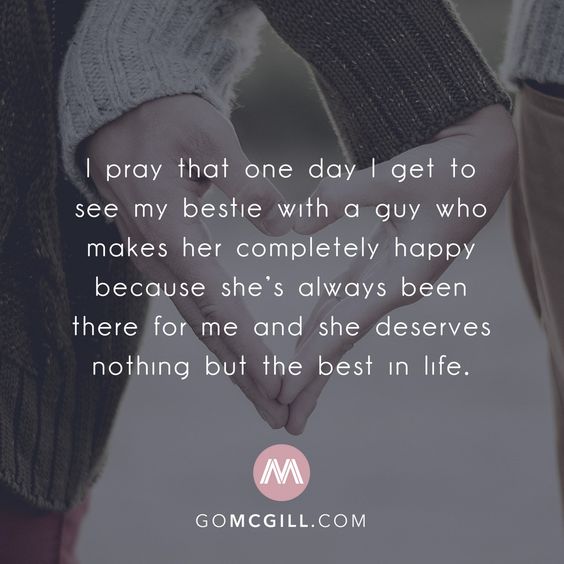 I pray that one day I get to
see my bestie with a guy who
makes her completely happy
because she's always been
there for me and she deserves
nothing but the best in life.
M
GOMCGILL.COM